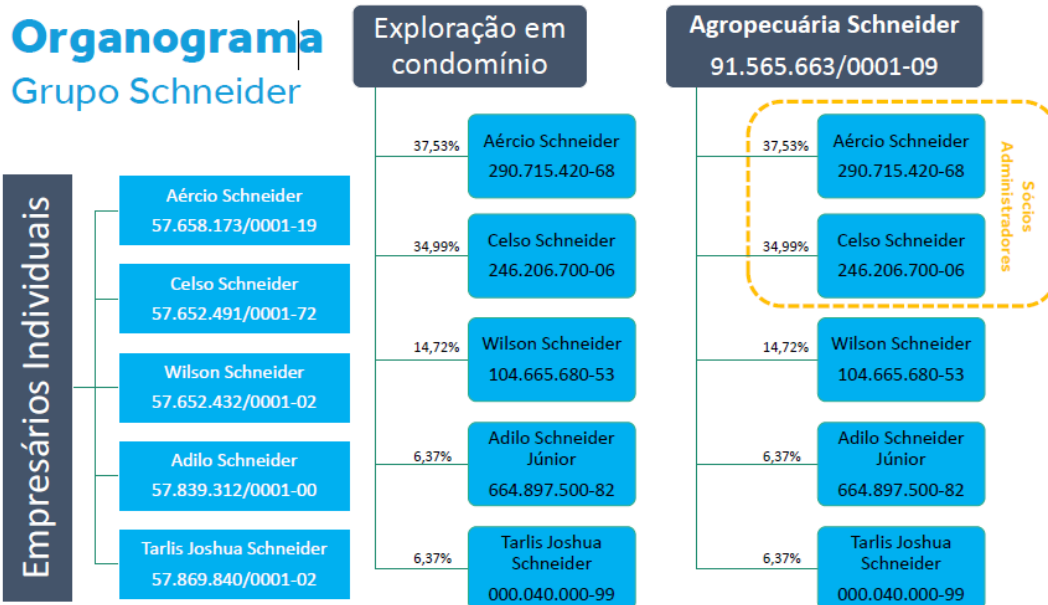 Organograma
Grupo Schneider
Empresários Individuais
Aércio Schneider
57.658.173/0001-19
Celso Schneider
57.652.491/0001-72
Wilson Schneider
57.652.432/0001-02
Adilo Schneider
57.839.312/0001-00
Tarlis Joshua Schneider
57.869.840/0001-02
Exploração em
condomínio
37,53%
Aércio Schneider
290.715.420-68
34,99%
Celso Schneider
246.206.700-06
14,72%
Wilson Schneider
104.665.680-53
6,37%
Adilo Schneider
Júnior
664.897.500-82
6,37%
Tarlis Joshua
Schneider
000.040.000-99
Agropecuária Schneider
91.565.663/0001-09
37,53%
Aércio Schneider
290.715.420-68
34,99%
Celso Schneider
246.206.700-06
Sócios
Administradores
14,72%
Wilson Schneider
104.665.680-53
6,37%
Adilo Schneider
Júnior
664.897.500-82
6,37%
Tarlis Joshua
Schneider
000.040.000-99